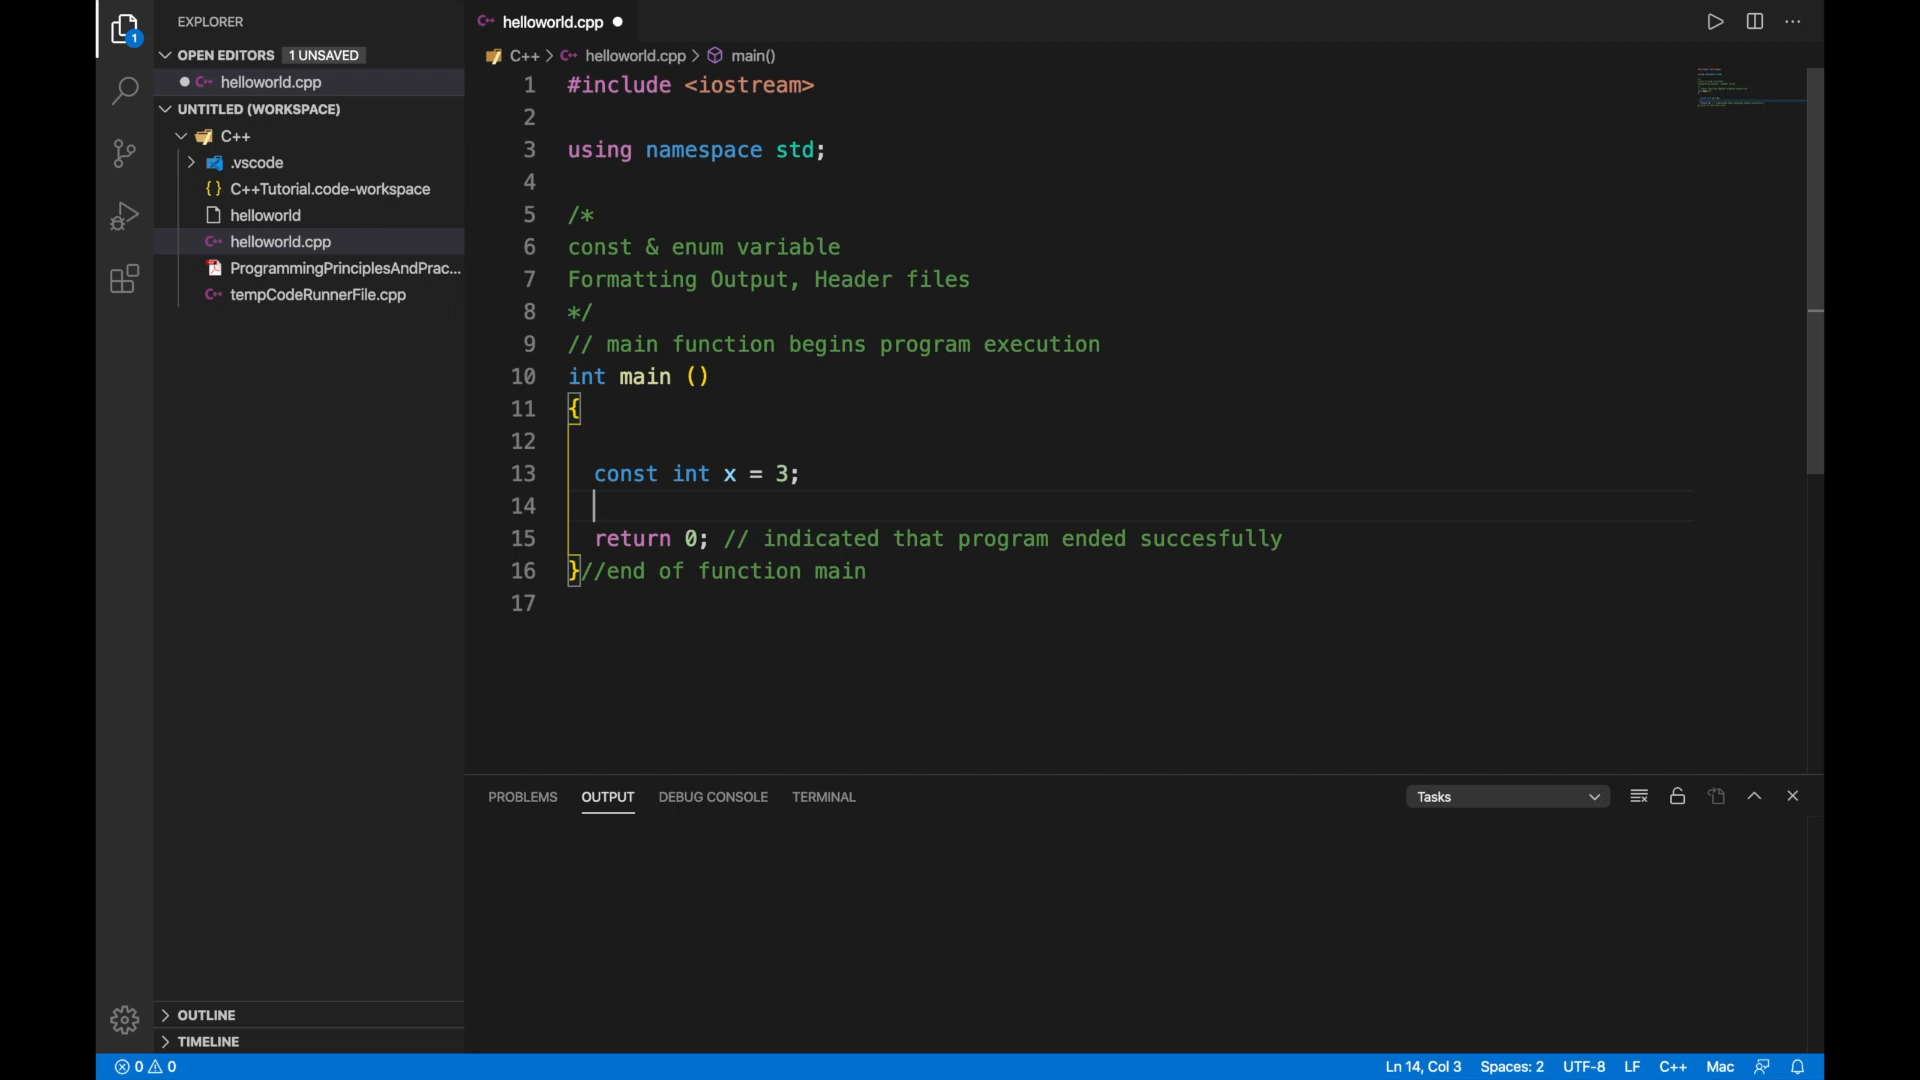 EXPLORER
OPEN EDITORS 1 UNSAVED
helloworld.cpp
UNTITLED (WORKSPACE)
C++
.vscode
C++Tutorial.code-workspace
helloworld
helloworld.cpp
ProgrammingPrinciplesAndPrac...
tempCodeRunnerFile.cpp
OUTLINE
TIMELINE
1
helloworld.cpp
C++ > helloworld.cpp > main()
1 #include <iostream>
2
3 using namespace std;
4
5 /*
6 const & enum variable
7 Formatting Output, Header files
8 */
9 // main function begins program execution
10 int main ()
11 {
12
13 const int x = 3;
14
15 return 0; // indicated that program ended succesfully
16 }//end of function main
17
PROBLEMS OUTPUT DEBUG CONSOLE TERMINAL Tasks
0 0 Ln 14, Col 3 Spaces: 2 UTF-8 LF C++ Mac